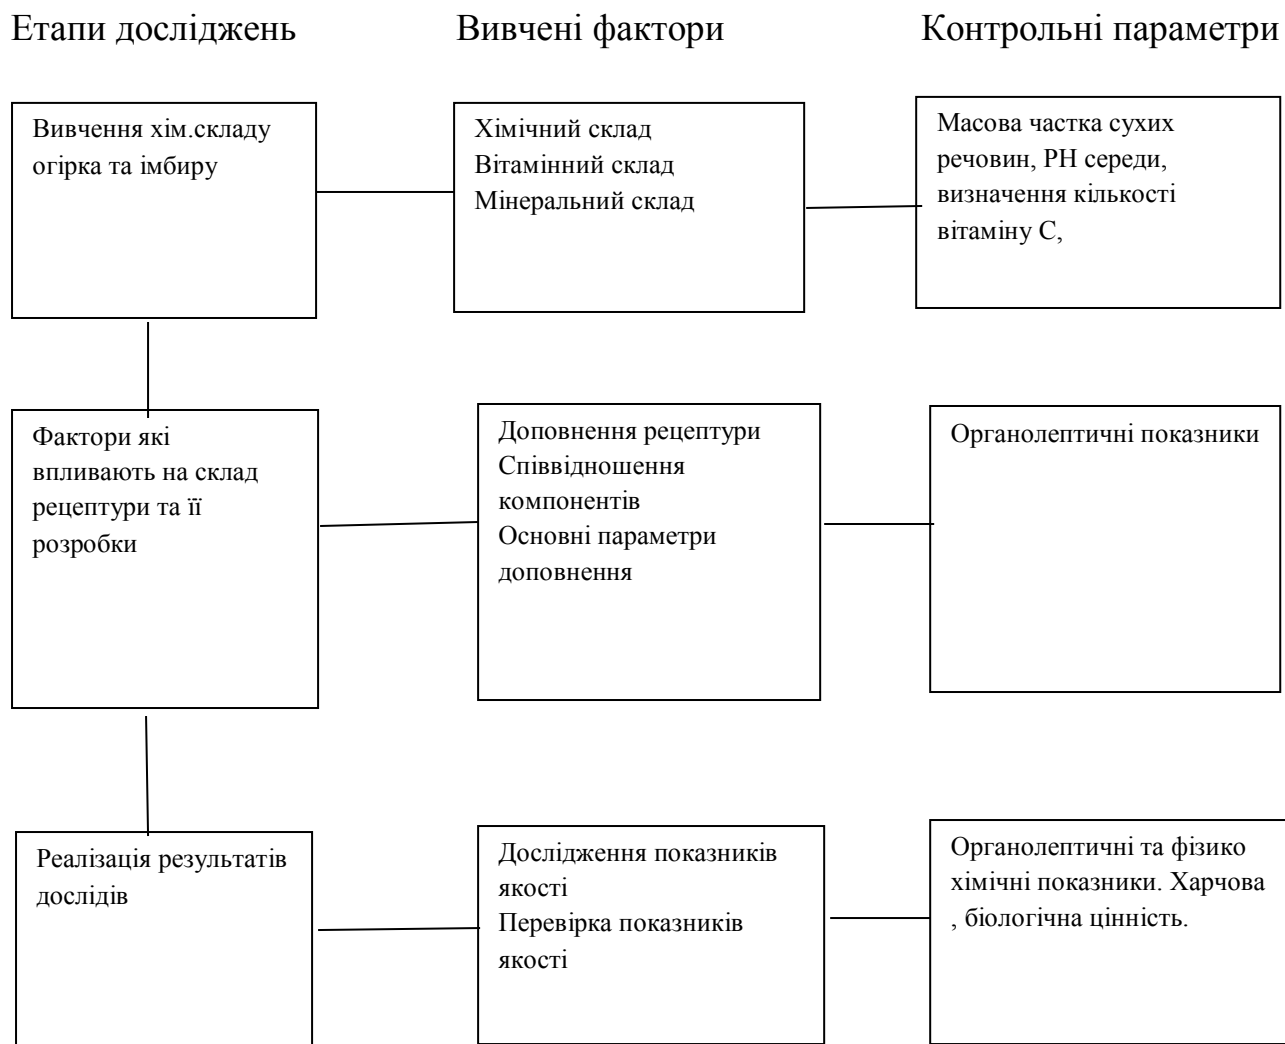 Етапи досліджень
Вивчені фактори
Контрольні параметри
Вивчення хім.складу
огірка та імбиру
Хімічний склад
Вітамінний склад
Мінеральний склад
Масова частка сухих
речовин, РН середи,
визначення кількості
вітаміну С,
Фактори які
впливають на склад
рецептури та її
розробки
Доповнення рецептури
Співвідношення
компонентів
Основні параметри
доповнення
Органолептичні показники
Реалізація результатів
дослідів
Дослідження показників
якості
Перевірка показників
якості
Органолептичні та фізико
хімічні показники. Харчова
, біологічна цінність.